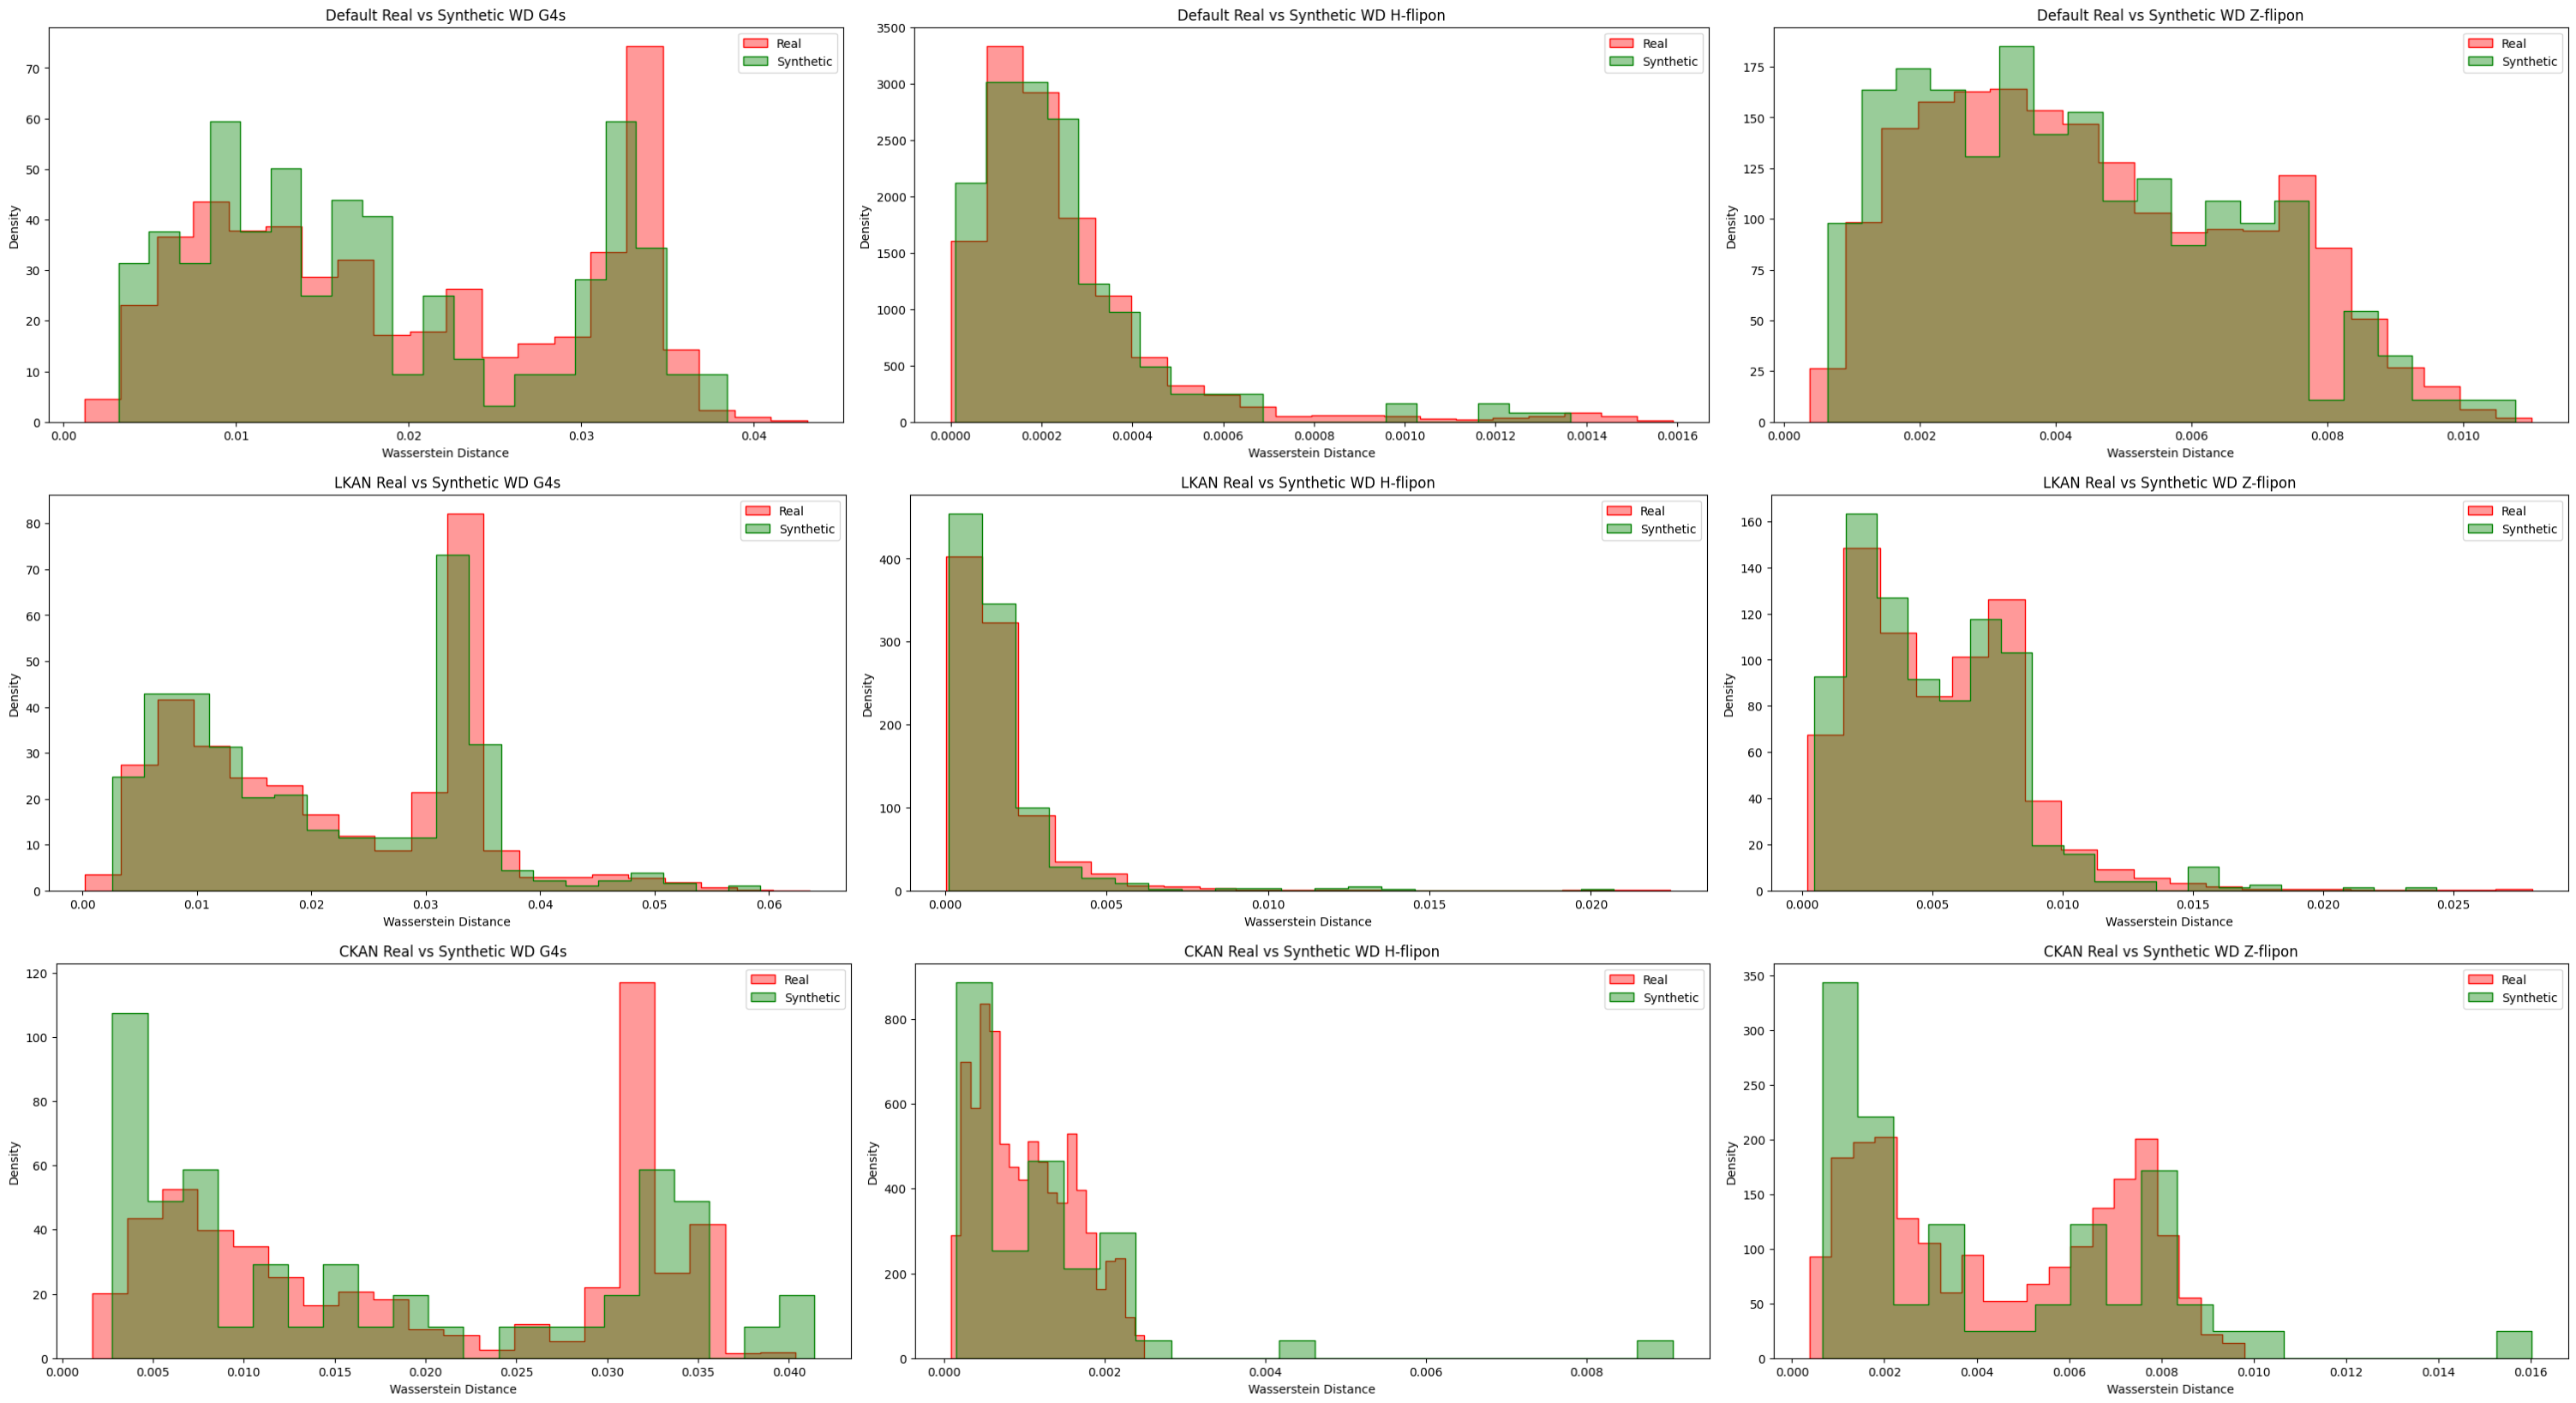 Default Real vs Synthetic WD G4s
Real
Synthetic
Density
70
60
50
40
30
20
10
0
0.00 0.01 0.02 0.03 0.04
Wasserstein Distance
Default Real vs Synthetic WD H-flipon
Real
Synthetic
Density
3500
3000
2500
2000
1500
1000
500
0
0.0000 0.0002 0.0004 0.0006 0.0008 0.0010 0.0012 0.0014 0.0016
Wasserstein Distance
Default Real vs Synthetic WD Z-flipon
Real
Synthetic
Density
175
150
125
100
75
50
25
0
0.000 0.002 0.004 0.006 0.008 0.010
Wasserstein Distance
LKAN Real vs Synthetic WD G4s
Real
Synthetic
Density
80
70
60
50
40
30
20
10
0
0.00 0.01 0.02 0.03 0.04 0.05 0.06
Wasserstein Distance
LKAN Real vs Synthetic WD H-flipon
Real
Synthetic
Density
400
300
200
100
0
0.000 0.005 0.010 0.015 0.020
Wasserstein Distance
LKAN Real vs Synthetic WD Z-flipon
Real
Synthetic
Density
160
140
120
100
80
60
40
20
0
0.000 0.005 0.010 0.015 0.020 0.025
Wasserstein Distance
CKAN Real vs Synthetic WD G4s
Real
Synthetic
Density
120
100
80
60
40
20
0
0.000 0.005 0.010 0.015 0.020 0.025 0.030 0.035 0.040
Wasserstein Distance
CKAN Real vs Synthetic WD H-flipon
Real
Synthetic
Density
800
600
400
200
0
0.000 0.002 0.004 0.006 0.008
Wasserstein Distance
CKAN Real vs Synthetic WD Z-flipon
Real
Synthetic
Density
350
300
250
200
150
100
50
0
0.000 0.002 0.004 0.006 0.008 0.010 0.012 0.014 0.016
Wasserstein Distance